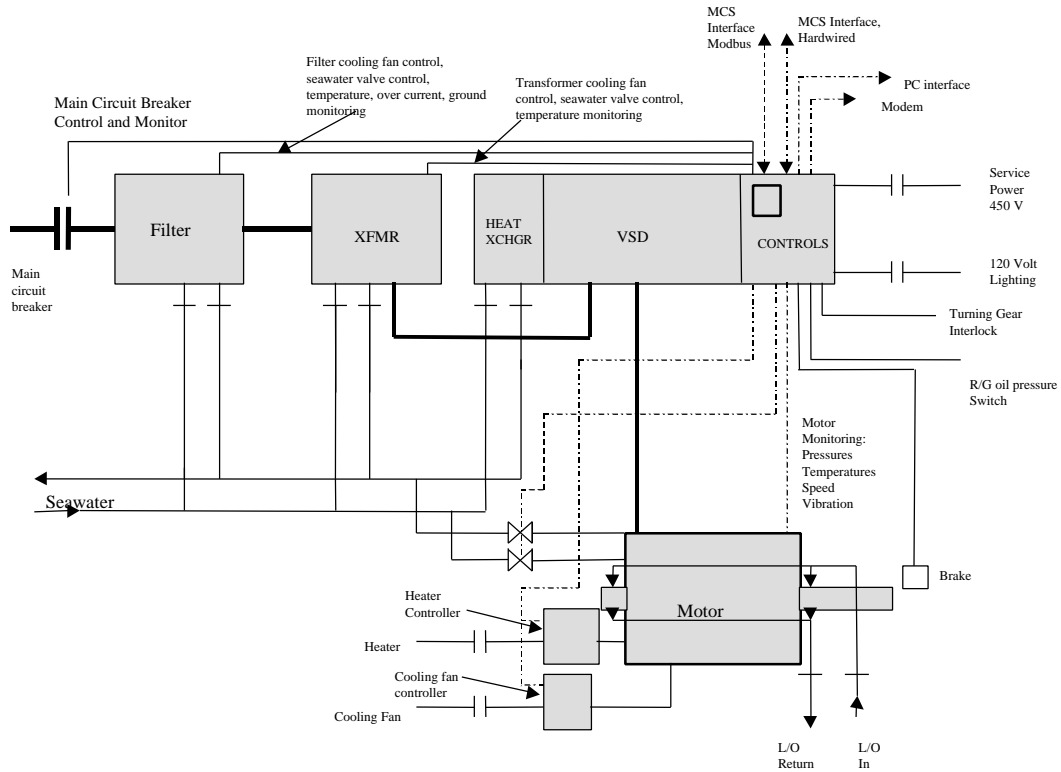 MCS
Interface
Modbus
MCS Interface,
Hardwired
Filter cooling fan control,
seawater valve control,
temperature, over current, ground
monitoring
Transformer cooling fan
control, seawater valve control,
temperature monitoring
PC interface
Modem
Main Circuit Breaker
Control and Monitor
Service
Power
450 V
Filter
XFMR
HEAT
XCHGR
VSD
CONTROLS
Main
circuit
breaker
120 Volt
Lighting
Turning Gear
Interlock
R/G oil pressure
Switch
Motor
Monitoring:
Pressures
Temperatures
Speed
Vibration
Seawater
Brake
Heater
Controller
Motor
Heater
Cooling fan
controller
Cooling Fan
L/O
Return
L/O
In